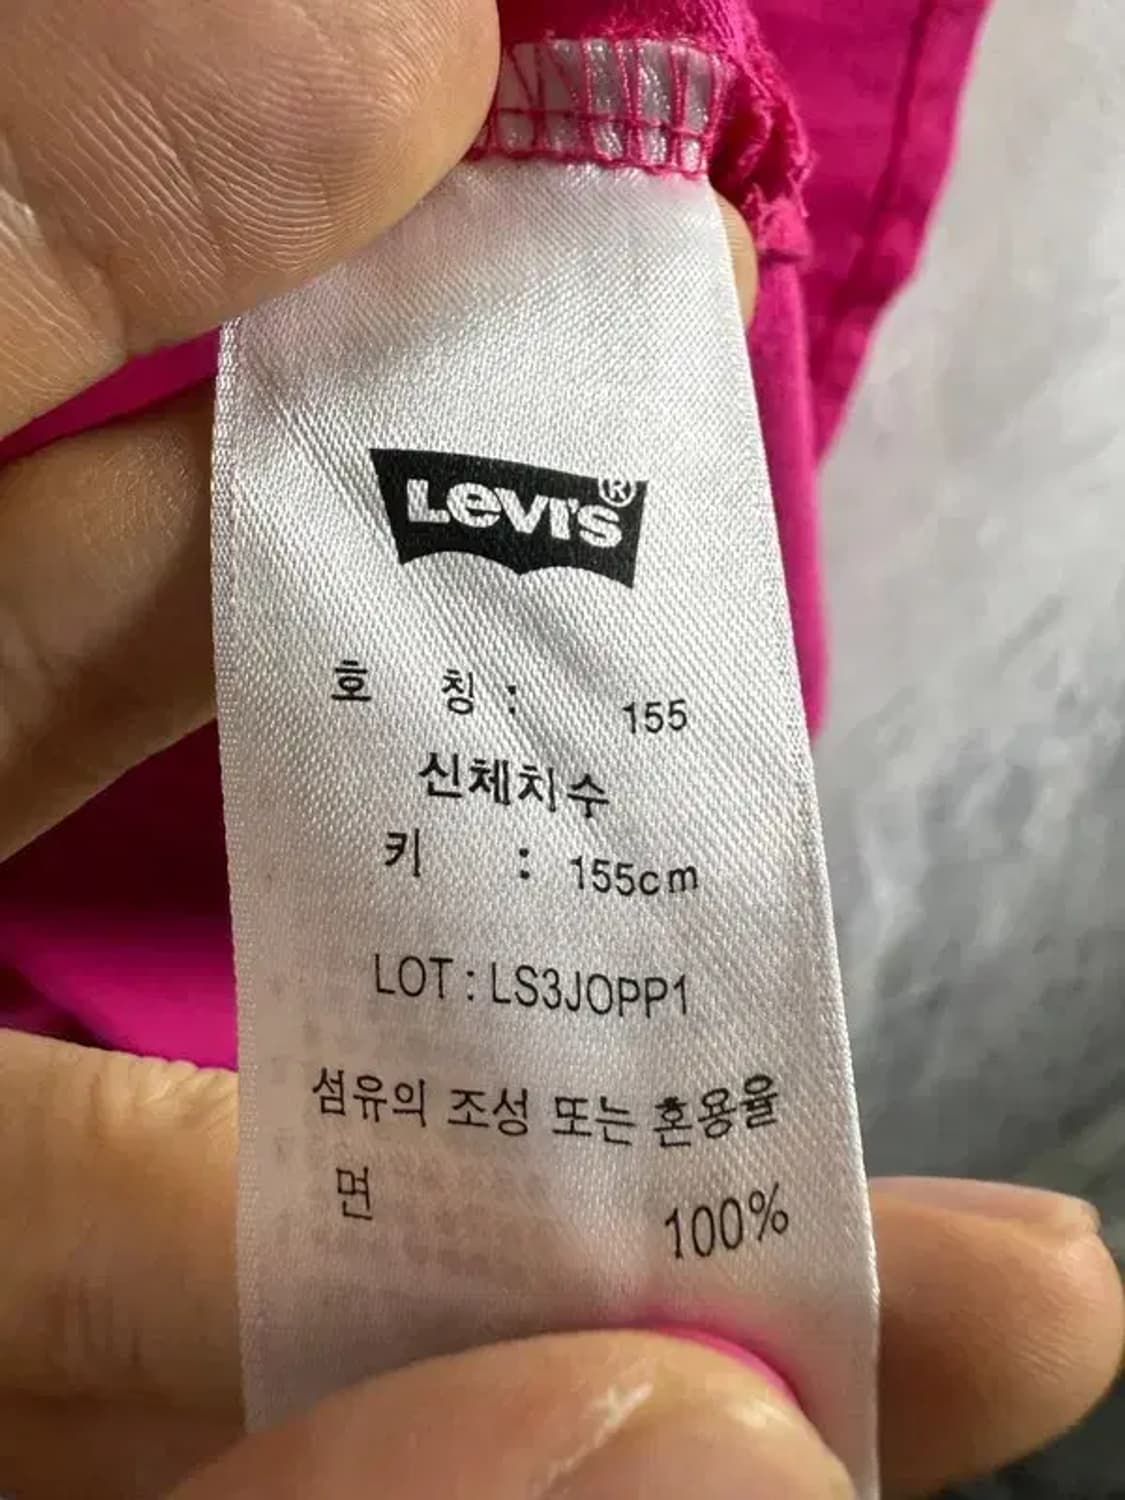 Levi's®
호 칭 : 155
신체치수
키 : 155cm
LOT : LS3JOPP1
섬유의 조성 또는 혼용율
면 100%